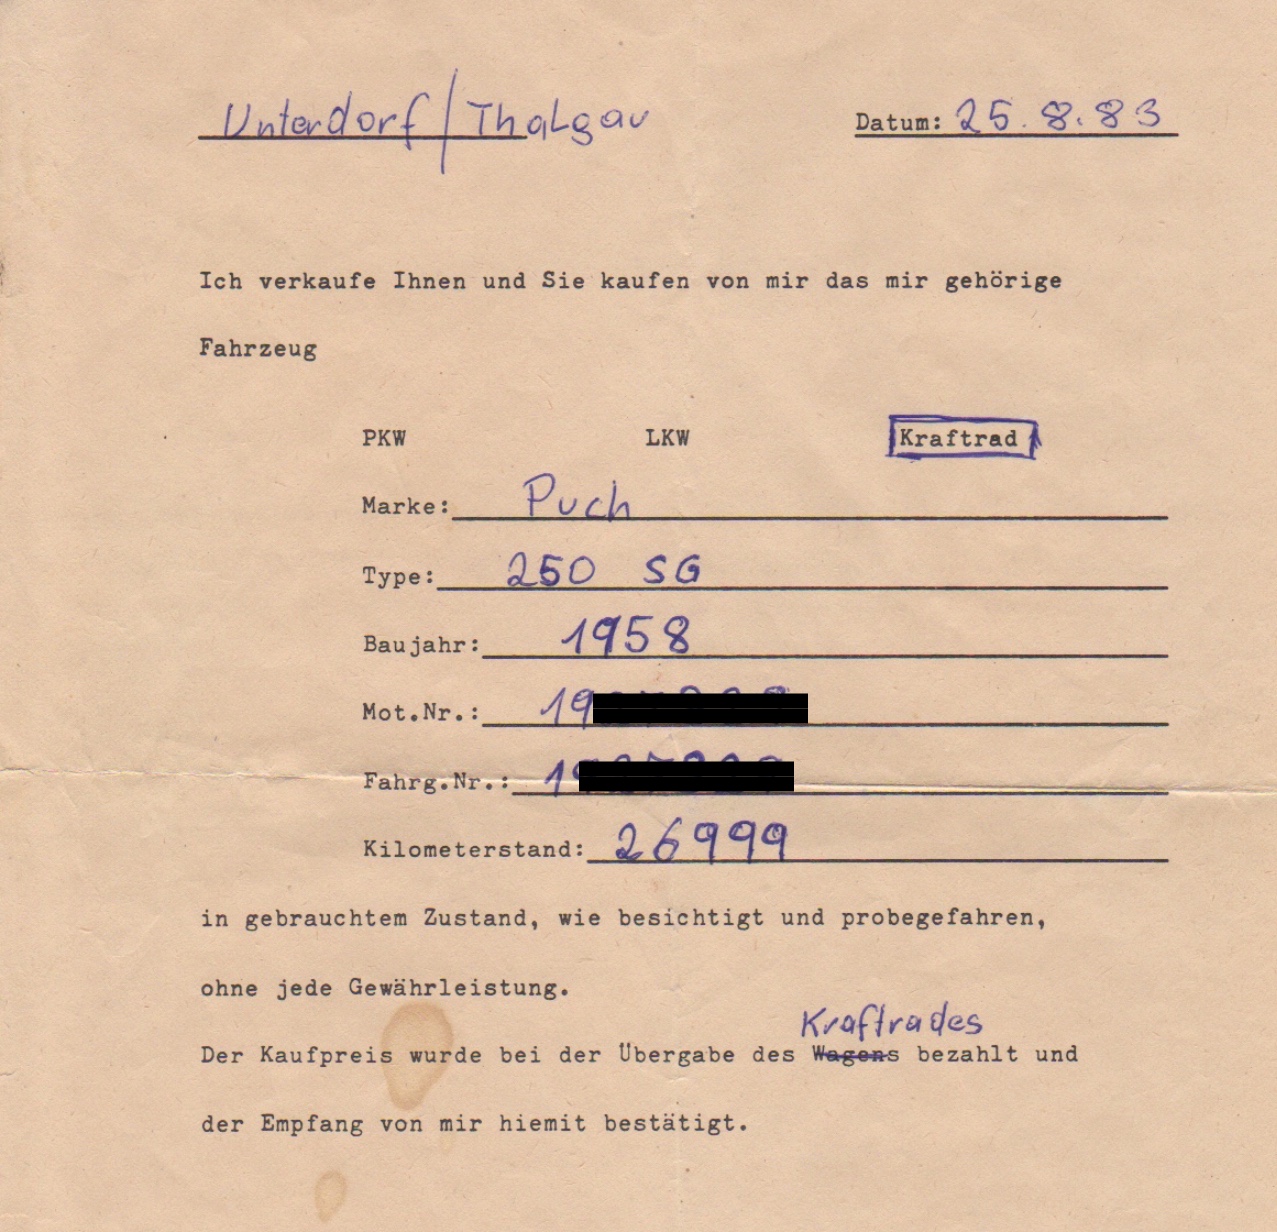 Unterdorf/Thalgau Datum: 25.8.83
Ich verkaufe Ihnen und Sie kaufen von mir das mir gehörige
Fahrzeug
PKW LKW Kraftrad
Marke: Puch
Type: 250 SG
Baujahr: 1958
Mot.Nr.: 19
Fahrg.Nr.: 19
Kilometerstand: 26999
in gebrauchtem Zustand, wie besichtigt und probegefahren,
ohne jede Gewährleistung.
Kraftrades
Der Kaufpreis wurde bei der Übergabe des Wagens bezahlt und
der Empfang von mir hiemit bestätigt.